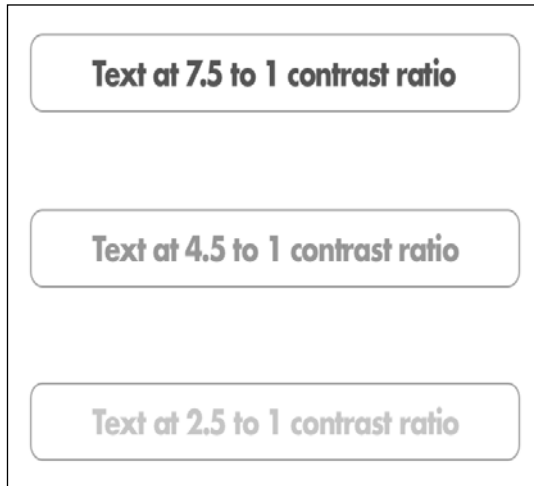 Text at 7.5 to 1 contrast ratio
Text at 4.5 to 1 contrast ratio
Text at 2.5 to 1 contrast ratio